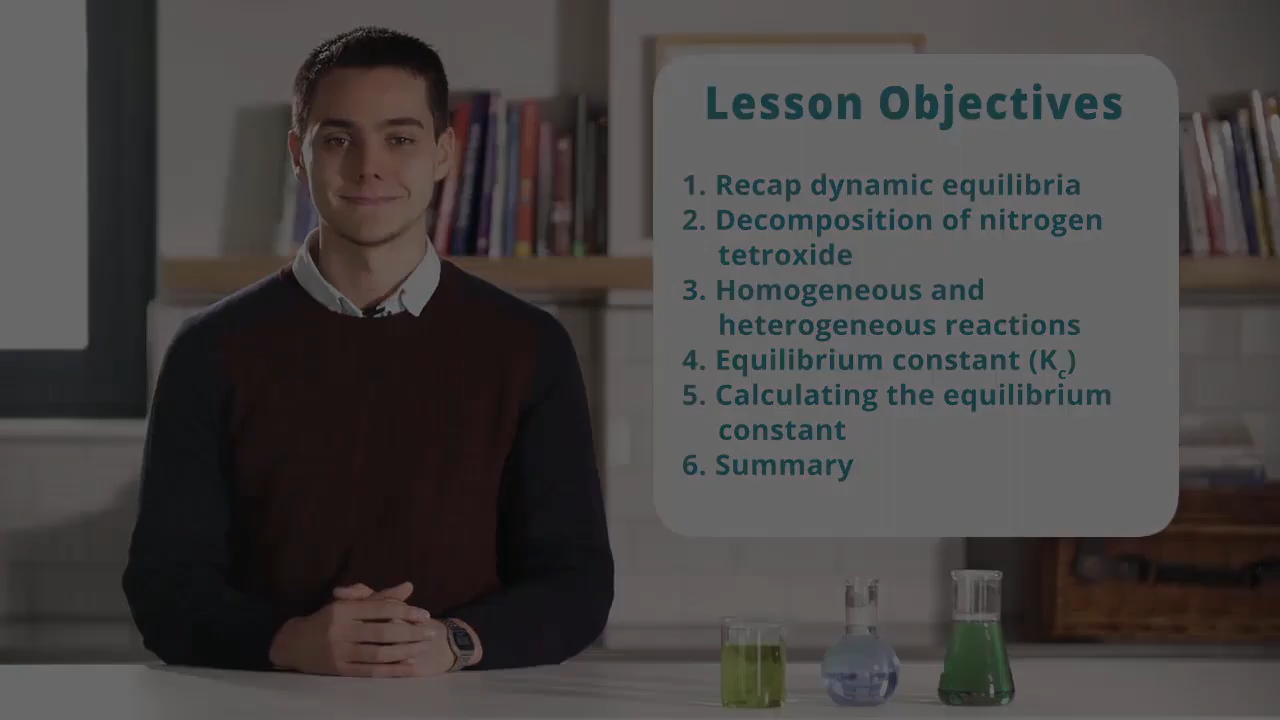 Lesson Objectives
1. Recap dynamic equilibria
2. Decomposition of nitrogen
tetroxide
3. Homogeneous and
heterogeneous reactions
4. Equilibrium constant (Kc)
5. Calculating the equilibrium
constant
6. Summary